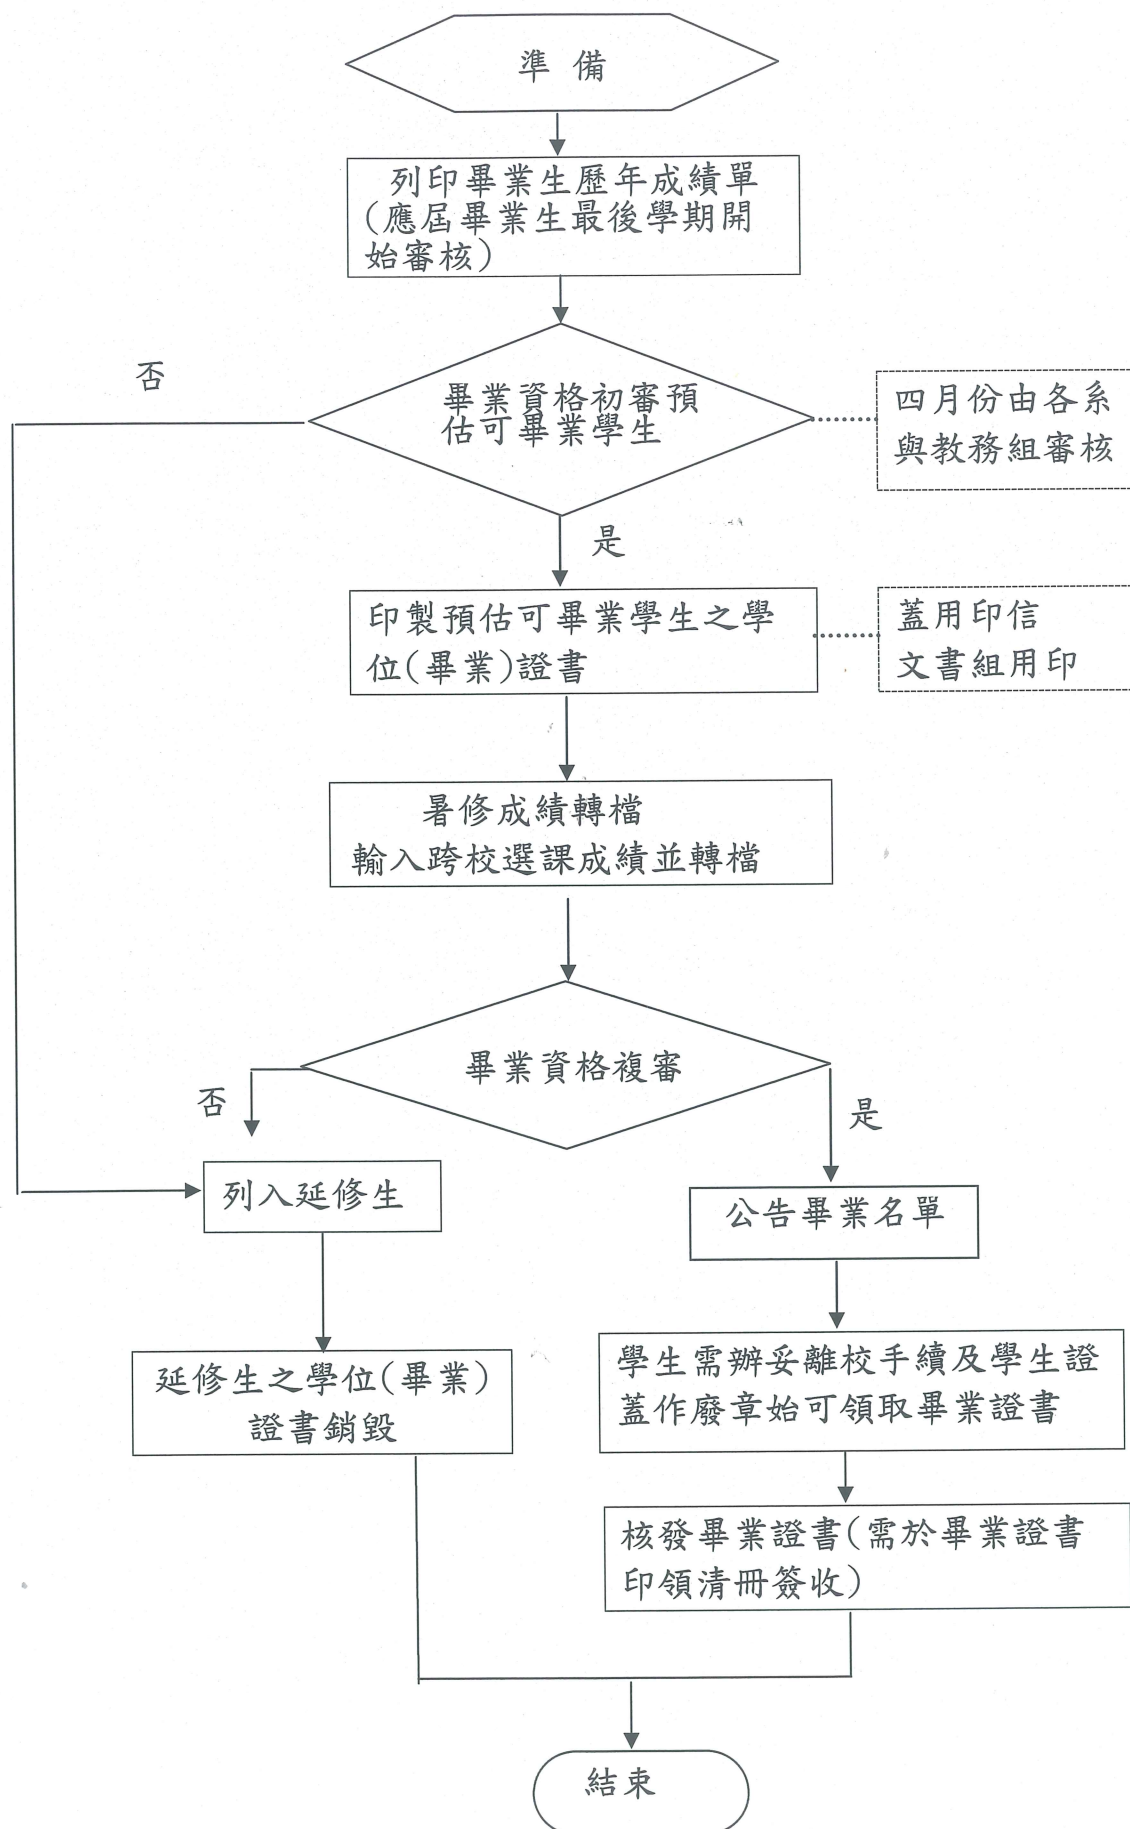 準 備
列印畢業生歷年成績單
(應屆畢業生最後學期開
始審核)
否
畢業資格初審預
估可畢業學生
四月份由各系
與教務組審核
是
印製預估可畢業學生之學
位(畢業)證書
蓋用印信
文書組用印
暑修成績轉檔
輸入跨校選課成績並轉檔
畢業資格複審
否
是
列入延修生
公告畢業名單
延修生之學位(畢業)
證書銷毀
學生需辦妥離校手續及學生證
蓋作廢章始可領取畢業證書
核發畢業證書(需於畢業證書
印領清冊簽收)
結束